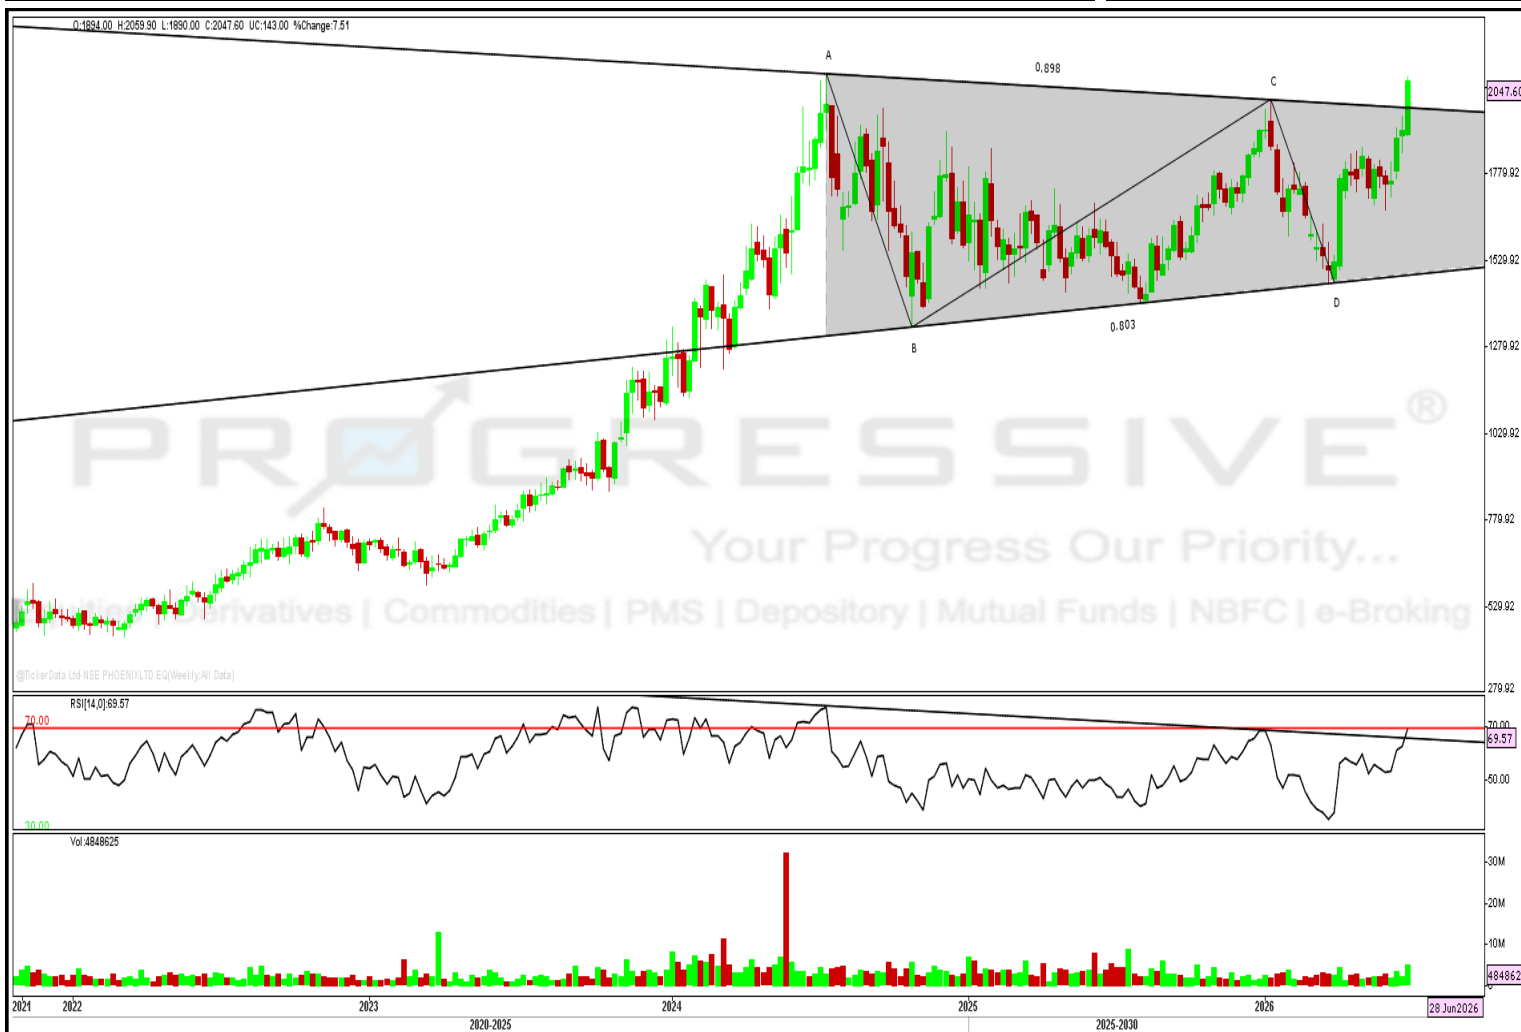 O:1894.00 H:2059.90 L:1890.00 C:2047.60 UC:143.00 %Change:7.51
A
0.898
C
2047.60
1779.92
1529.92
D
0.803
B
1279.92
PROGRESSIVE®
1029.92
779.92
Your Progress Our Priority...
529.92
Derivatives | Commodities | PMS | Depository | Mutual Funds | NBFC | e-Broking
@TickerData Ltd-NSE PHOENIXLTD EQ(Weekly:All Data)
279.92
RSI[14,0]:69.57
70.00
70.00
69.57
50.00
30.00
Vol:4848625
30M
20M
10M
484862
0
2021 2022 2023 2024 2025 2026 28 Jun2026
2020-2025 2025-2030